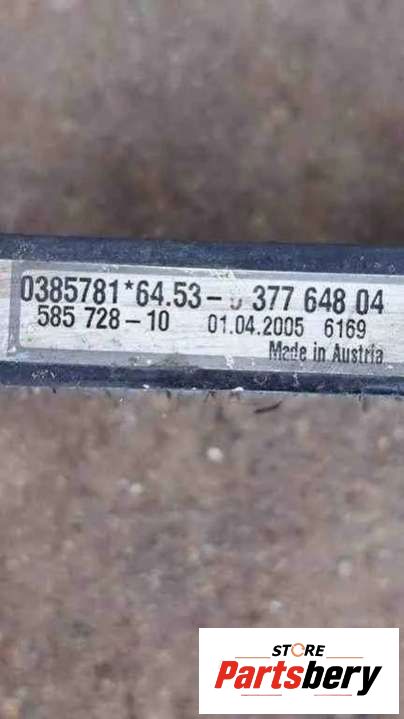 0385781*64.53- 377 648 04
585 728-10 01.04.2005 6169
Made in Austria
STORE
Partsbery